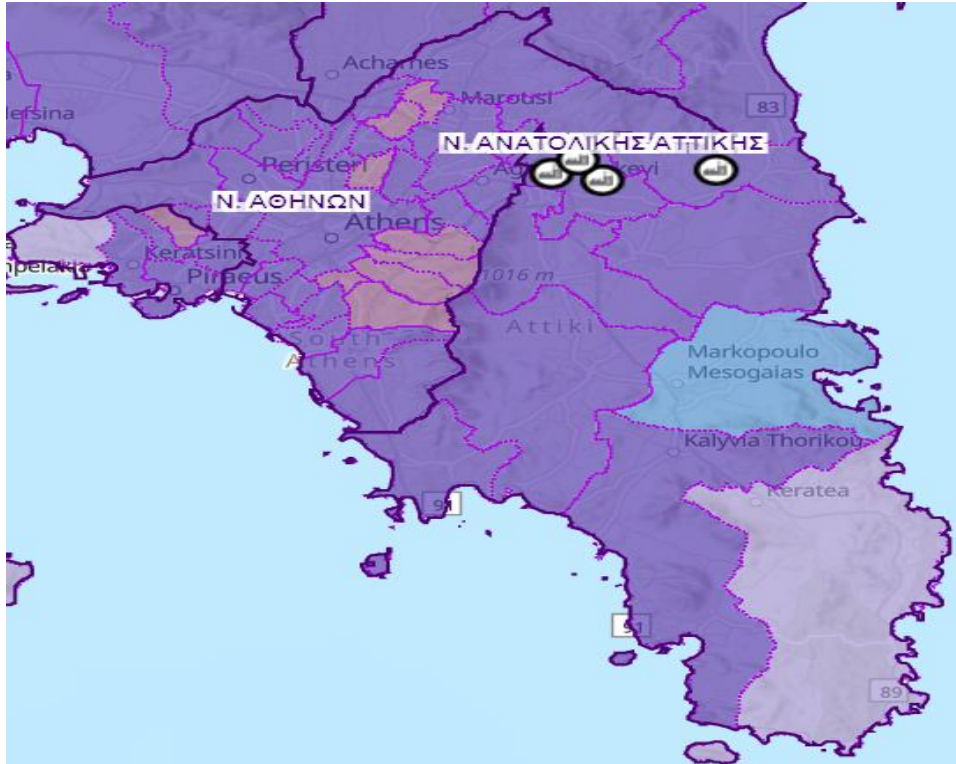 Acharnes
Marousi
83
lefsina
Ν. ΑΝΑΤΟΛΙΚΗΣ ΑΤΤΙΚΗΣ
Peristeri
Ν. ΑΘΗΝΩΝ
Athens
Keratsini
Piraeus
1016 m
Attiki
South
Athens
Markopoulo
Mesogaias
Kalyvia Thorikou
Keratea
91
91
89